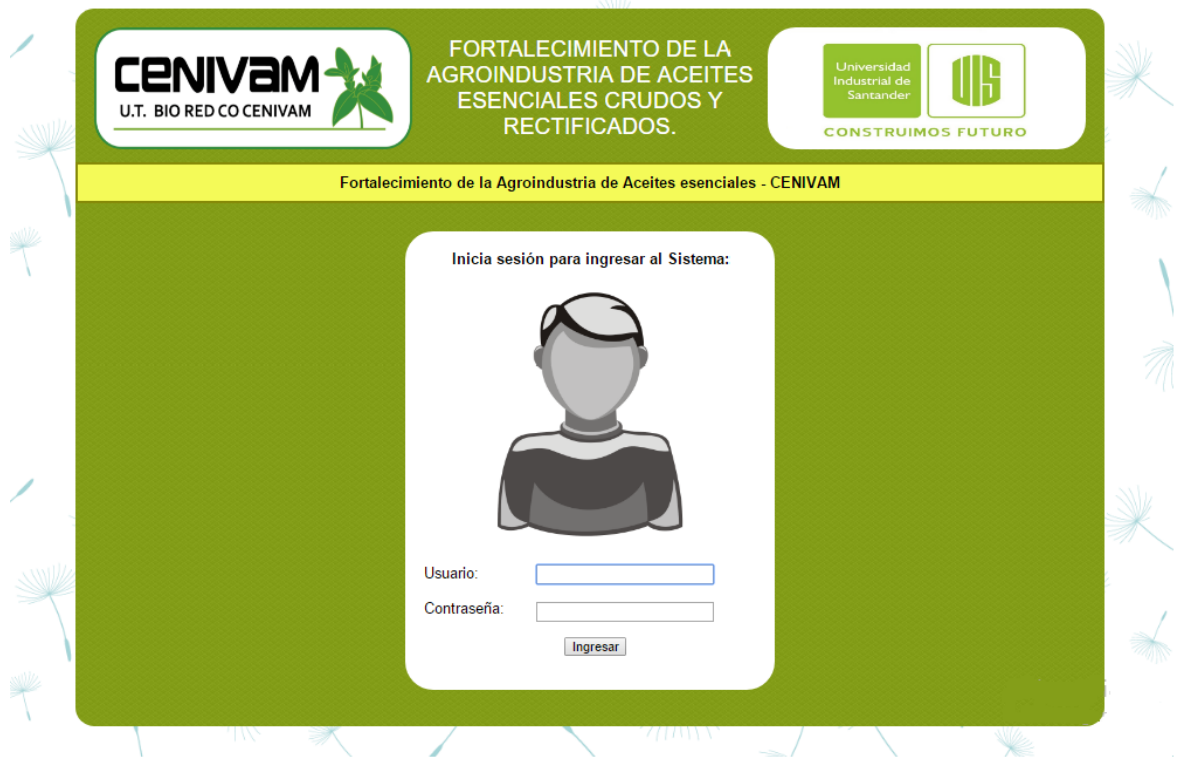 CENIVAM
U.T. BIO RED CO CENIVAM
FORTALECIMIENTO DE LA
AGROINDUSTRIA DE ACEITES
ESENCIALES CRUDOS Y
RECTIFICADOS.
Universidad
Industrial de
Santander
UIS
CONSTRUIMOS FUTURO
Fortalecimiento de la Agroindustria de Aceites esenciales - CENIVAM
Inicia sesión para ingresar al Sistema:
Usuario:
Contraseña:
Ingresar